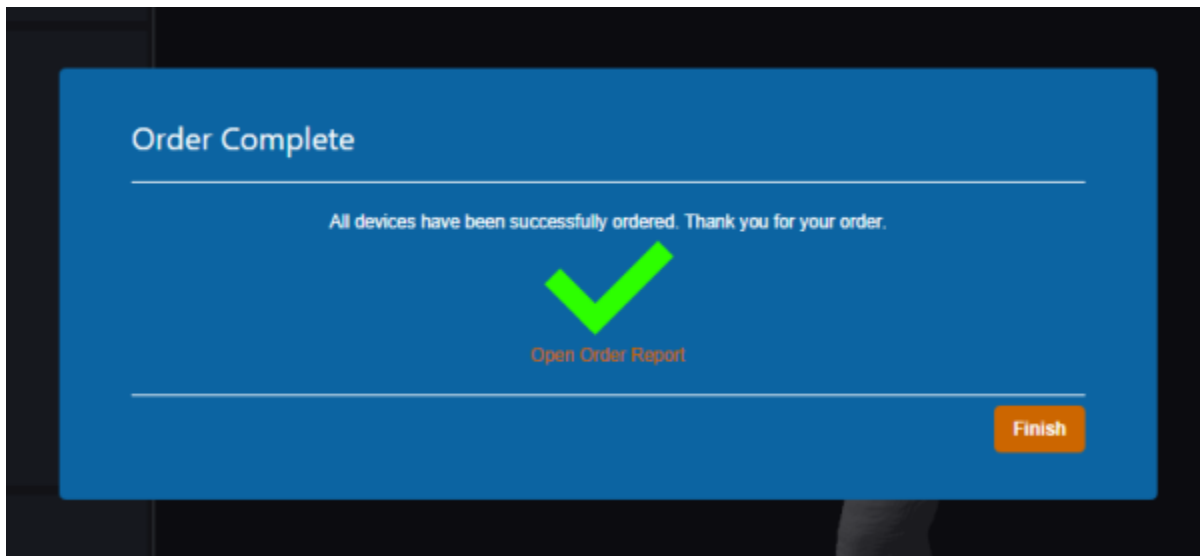 Order Complete
All devices have been successfully ordered. Thank you for your order.
Open Order Report
Finish